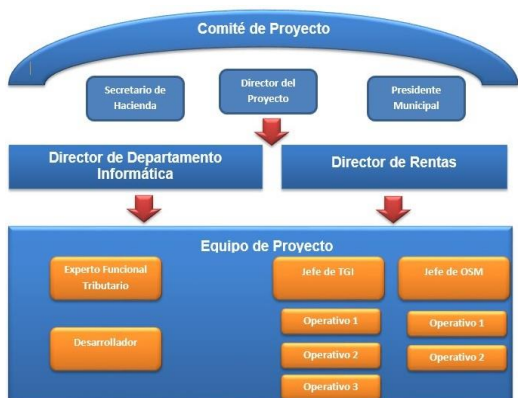 Comité de Proyecto
Secretario de
Hacienda
Director del
Proyecto
Presidente
Municipal
Director de Departamento
Informática
Director de Rentas
Equipo de Proyecto
Experto Funcional
Tributario
Jefe de TGI
Jefe de OSM
Operativo 1
Operativo 1
Desarrollador
Operativo 2
Operativo 2
Operativo 3